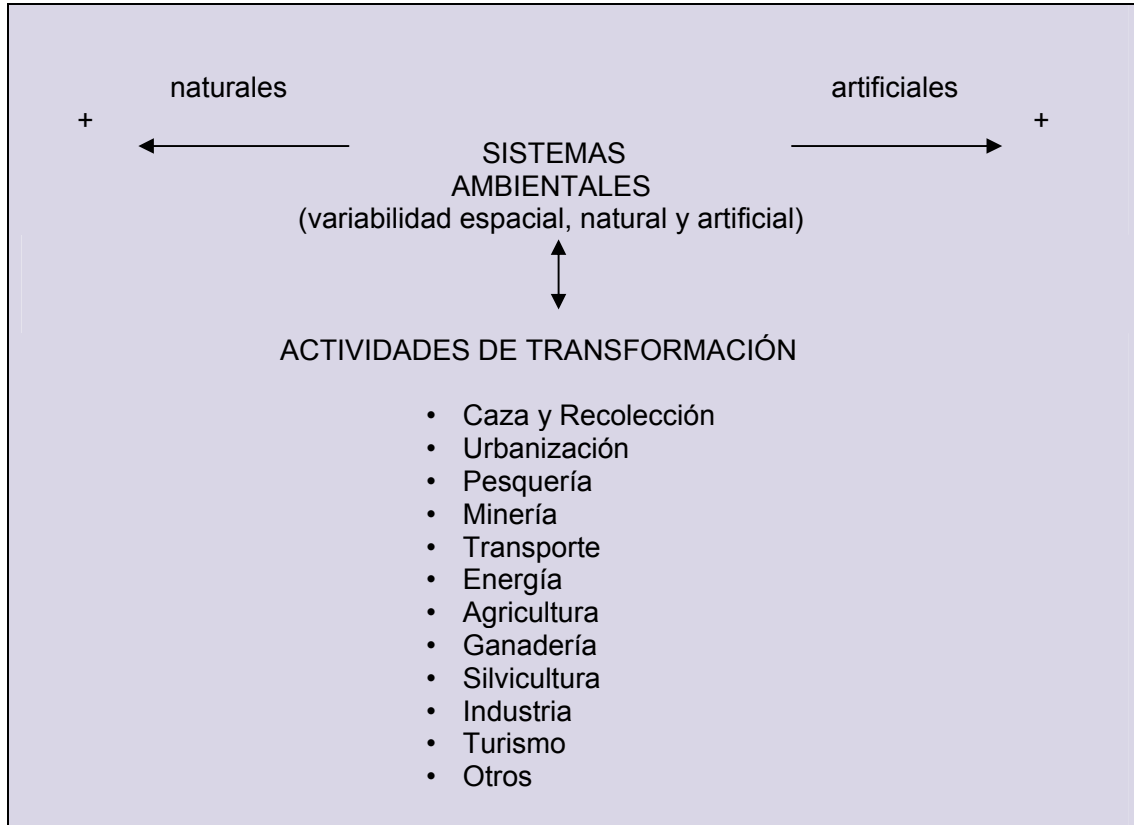 naturales artificiales
+ +
SISTEMAS
AMBIENTALES
(variabilidad espacial, natural y artificial)
ACTIVIDADES DE TRANSFORMACIÓN
• Caza y Recolección
• Urbanización
• Pesquería
• Minería
• Transporte
• Energía
• Agricultura
• Ganadería
• Silvicultura
• Industria
• Turismo
• Otros